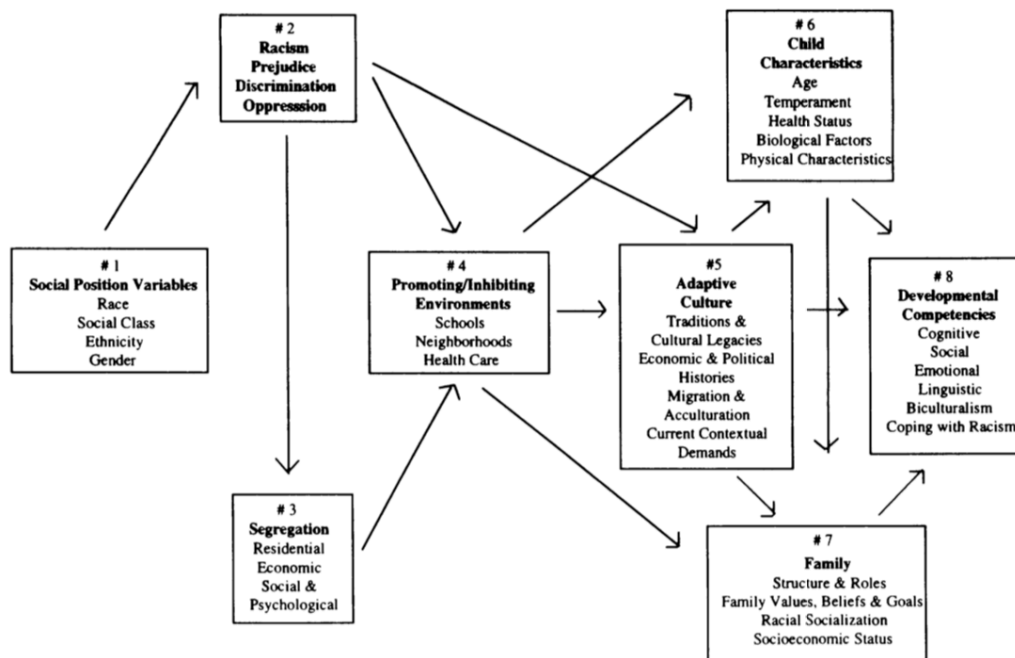 # 2
Racism
Prejudice
Discrimination
Oppresssion
# 6
Child
Characteristics
Age
Temperament
Health Status
Biological Factors
Physical Characteristics
# 1
Social Position Variables
Race
Social Class
Ethnicity
Gender
# 4
Promoting/Inhibiting
Environments
Schools
Neighborhoods
Health Care
#5
Adaptive
Culture
Traditions &
Cultural Legacies
Economic & Political
Histories
Migration &
Acculturation
Current Contextual
Demands
# 8
Developmental
Competencies
Cognitive
Social
Emotional
Linguistic
Biculturalism
Coping with Racism
# 3
Segregation
Residential
Economic
Social &
Psychological
# 7
Family
Structure & Roles
Family Values, Beliefs & Goals
Racial Socialization
Socioeconomic Status